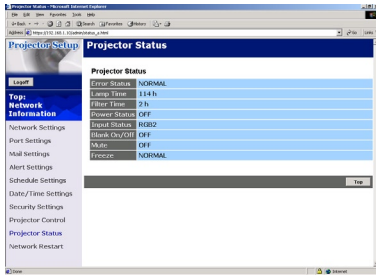 Projector Status - Microsoft Internet Explorer
File Edit View Favorites Tools Help
Back Search Favorites History
Address Go Links
Projector Setup
Projector Status
Logoff
Top:
Network
Information
Network Settings
Port Settings
Mail Settings
Alert Settings
Schedule Settings
Date/Time Settings
Security Settings
Projector Control
Projector Status
Network Restart
Projector Status
Error Status NORMAL
Lamp Time 114 h
Filter Time 2 h
Power Status OFF
Input Status RGB2
Blank On/Off OFF
Mute OFF
Freeze NORMAL
Top
Done Internet